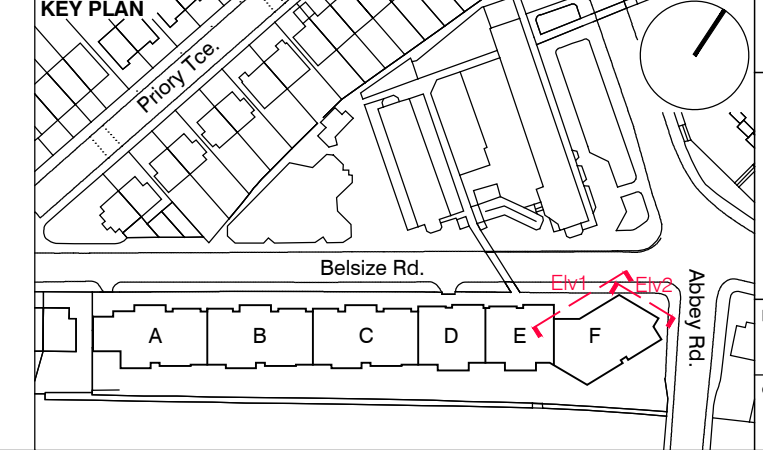 KEY PLAN
Priory Tce.
Belsize Rd.
Elv1
Elv2
Abbey Rd.
A
B
C
D
E
F